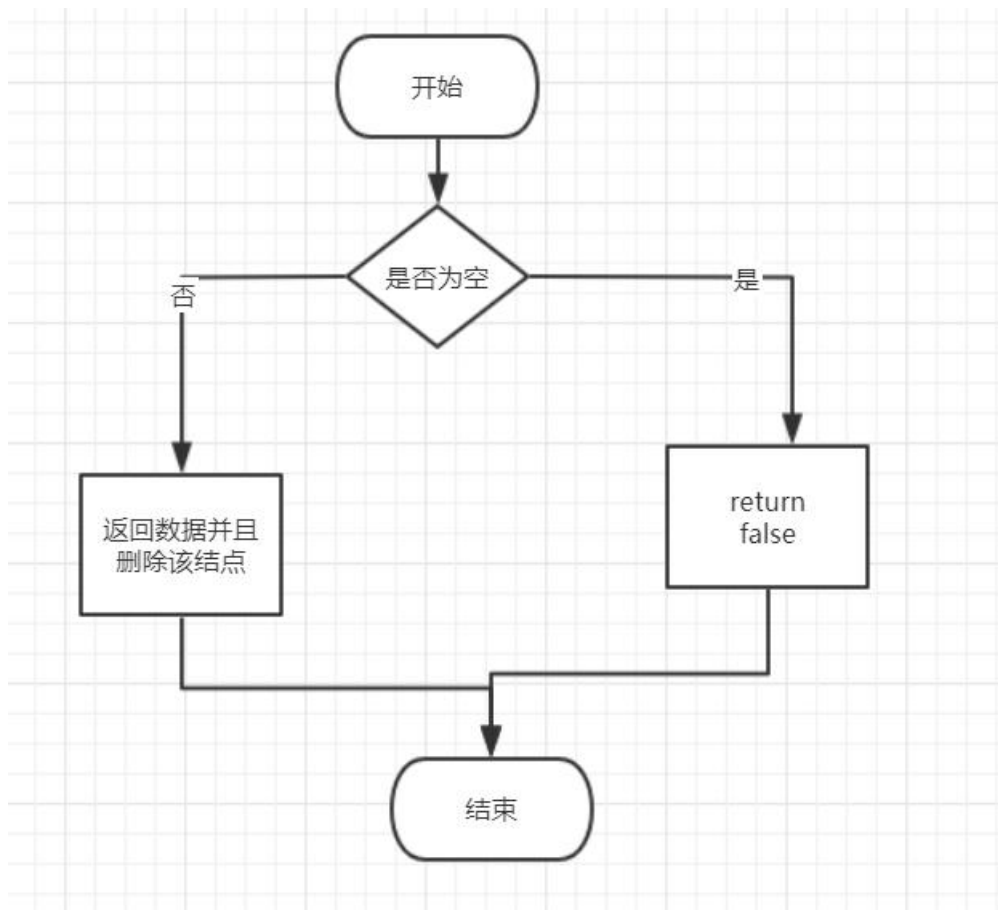 开始
是否为空
否
是
返回数据并且
删除该结点
return
false
结束